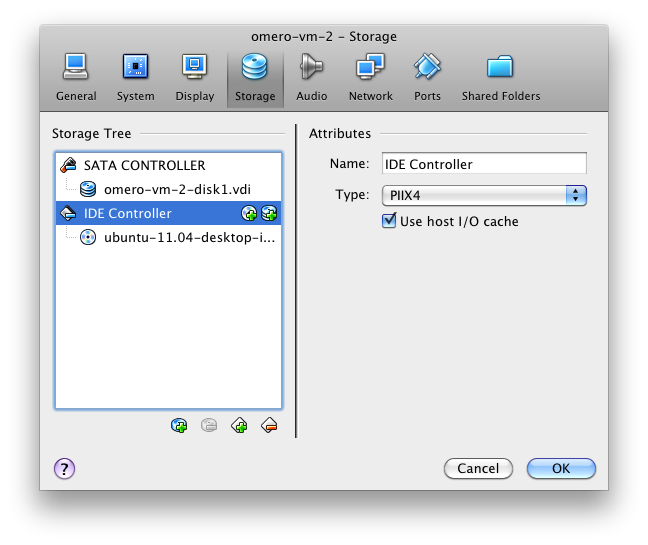 omero-vm-2 – Storage
General System Display Storage Audio Network Ports Shared Folders
Storage Tree
SATA CONTROLLER
omero-vm-2-disk1.vdi
IDE Controller
ubuntu-11.04-desktop-i...
Attributes
Name: IDE Controller
Type: PIIX4
Use host I/O cache
?
Cancel OK